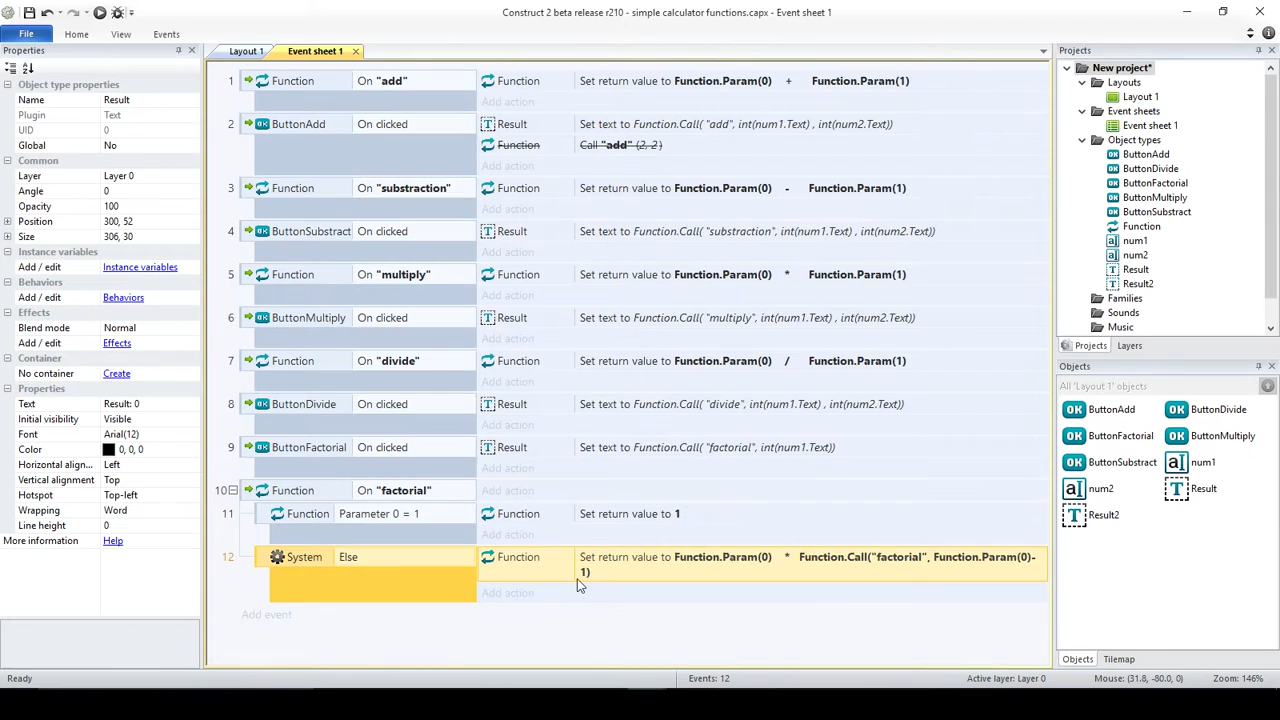 Construct 2 beta release r210 - simple calculator functions.capx - Event sheet 1
File
Home
View
Events
Properties
Object type properties
Name Result
Plugin Text
UID 0
Global No
Common
Layer Layer 0
Angle 0
Opacity 100
Position 300, 52
Size 306, 30
Instance variables
Add / edit Instance variables
Behaviors
Add / edit Behaviors
Effects
Blend mode Normal
Add / edit Effects
Container
No container Create
Properties
Text Result: 0
Initial visibility Visible
Font Arial(12)
Color 0, 0, 0
Horizontal align... Left
Vertical alignment Top
Hotspot Top-left
Wrapping Word
Line height 0
More information Help
Layout 1
Event sheet 1
1 Function On "add" Function Set return value to Function.Param(0) + Function.Param(1)
Add action
2 ButtonAdd On clicked Result Set text to Function.Call( "add", int(num1.Text) , int(num2.Text))
Function Call "add" (2, 2 )
Add action
3 Function On "substraction" Function Set return value to Function.Param(0) - Function.Param(1)
Add action
4 ButtonSubstract On clicked Result Set text to Function.Call( "substraction", int(num1.Text) , int(num2.Text))
Add action
5 Function On "multiply" Function Set return value to Function.Param(0) * Function.Param(1)
Add action
6 ButtonMultiply On clicked Result Set text to Function.Call( "multiply", int(num1.Text) , int(num2.Text))
Add action
7 Function On "divide" Function Set return value to Function.Param(0) / Function.Param(1)
Add action
8 ButtonDivide On clicked Result Set text to Function.Call( "divide", int(num1.Text) , int(num2.Text))
Add action
9 ButtonFactorial On clicked Result Set text to Function.Call( "factorial", int(num1.Text))
Add action
10 Function On "factorial" Add action
11 Function Parameter 0 = 1 Function Set return value to 1
Add action
12 System Else Function Set return value to Function.Param(0) * Function.Call("factorial", Function.Param(0)-
1)
Add action
Add event
Projects
New project*
Layouts
Layout 1
Event sheets
Event sheet 1
Object types
ButtonAdd
ButtonDivide
ButtonFactorial
ButtonMultiply
ButtonSubstract
Function
num1
num2
Result
Result2
Families
Sounds
Music
Projects Layers
Objects
All 'Layout 1' objects
ButtonAdd ButtonDivide
ButtonFactorial ButtonMultiply
ButtonSubstract num1
num2 Result
Result2
Objects Tilemap
Ready Events: 12 Active layer: Layer 0 Mouse: (31.8, -80.0, 0) Zoom: 146%